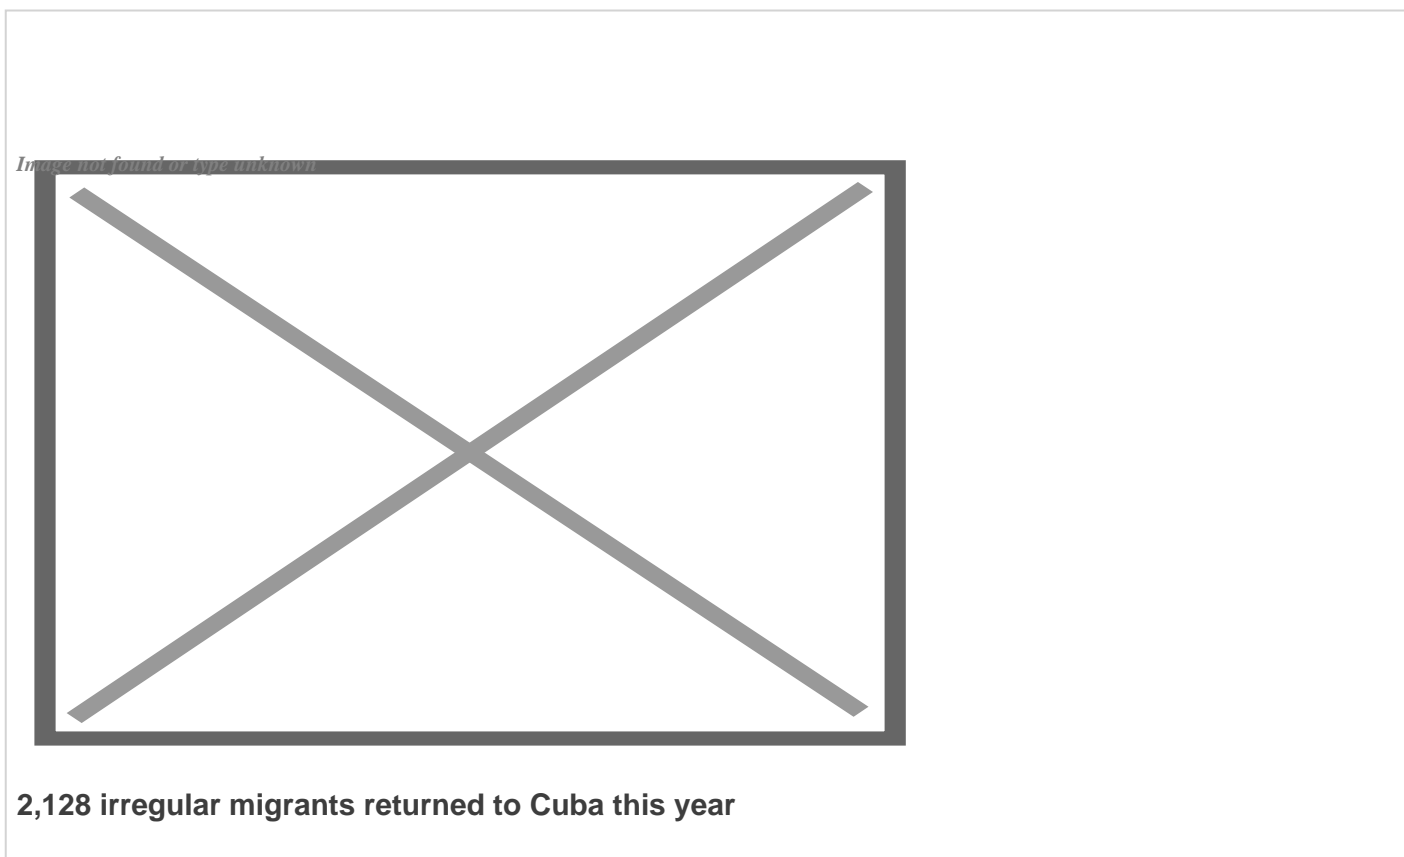 Image not found or type unknown
2,128 irregular migrants returned to Cuba this year